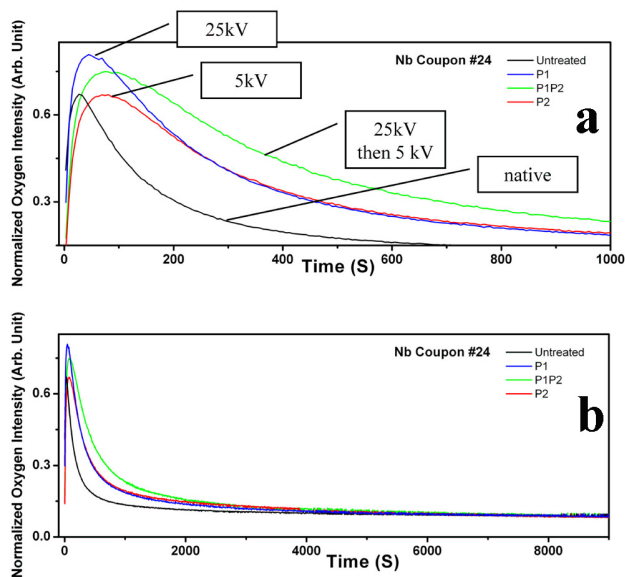 25kV
Nb Coupon #24
Untreated
P1
P1P2
P2
5kV
a
25kV
then 5 kV
native
Normalized Oxygen Intensity (Arb. Unit)
0.6
0.3
0
200
400
600
800
1000
Time (S)
b
Nb Coupon #24
Untreated
P1
P1P2
P2
Normalized Oxygen Intensity (Arb. Unit)
0.6
0.3
0.0
0
2000
4000
6000
8000
Time (S)